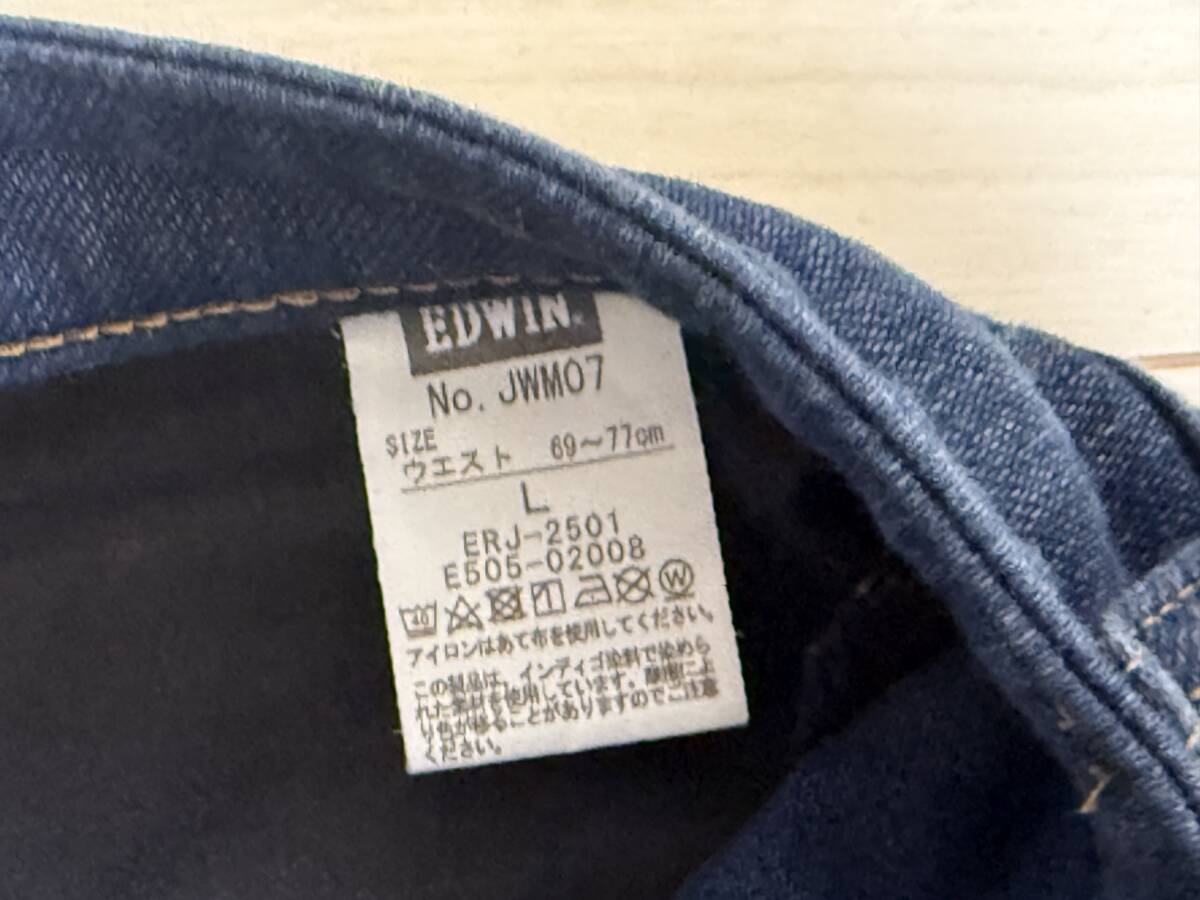 EDWIN
No. JWM07
SIZE
ウエスト 69~77cm
L
ERJ-2501
E505-02008
40 W
アイロンはあて布を使用してください。
この製品は、インディゴ染料で染めら
れた素材を使用しています。摩擦によ
り色が移ることがありますのでご注意
ください。